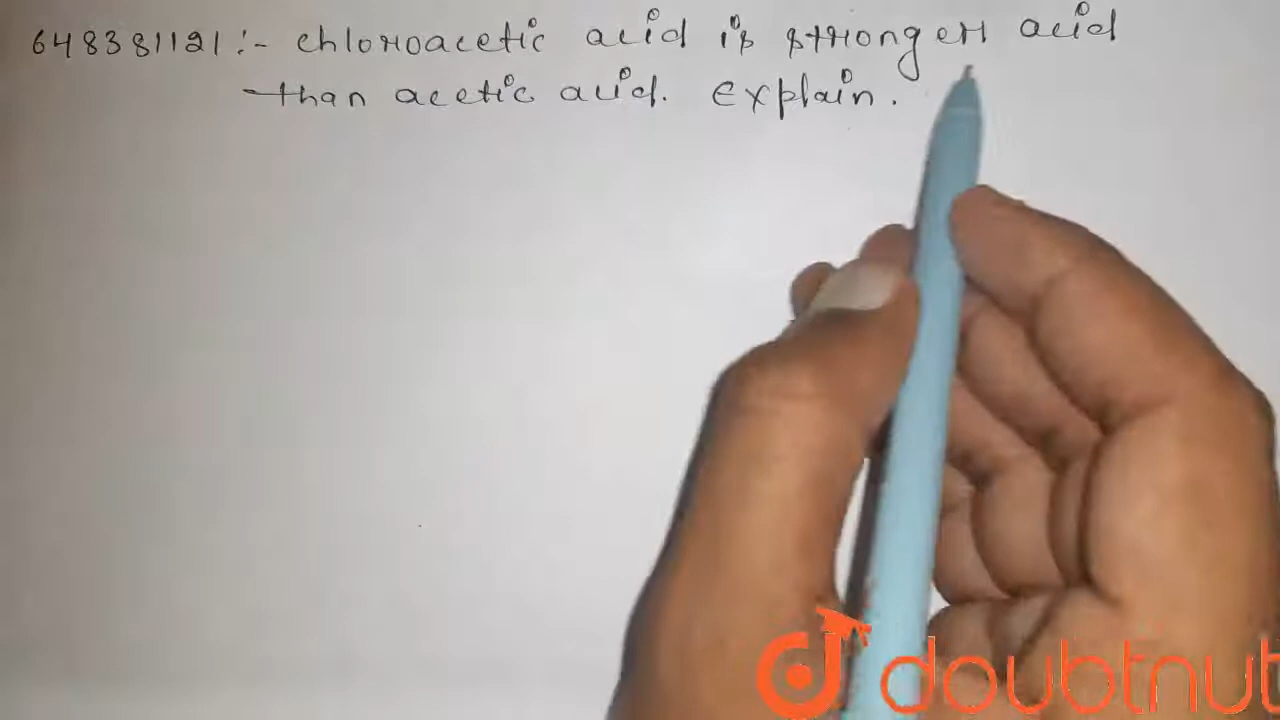 648381121 :- chloroacetic acid is stronger acid
than acetic acid. Explain.
doubtnut